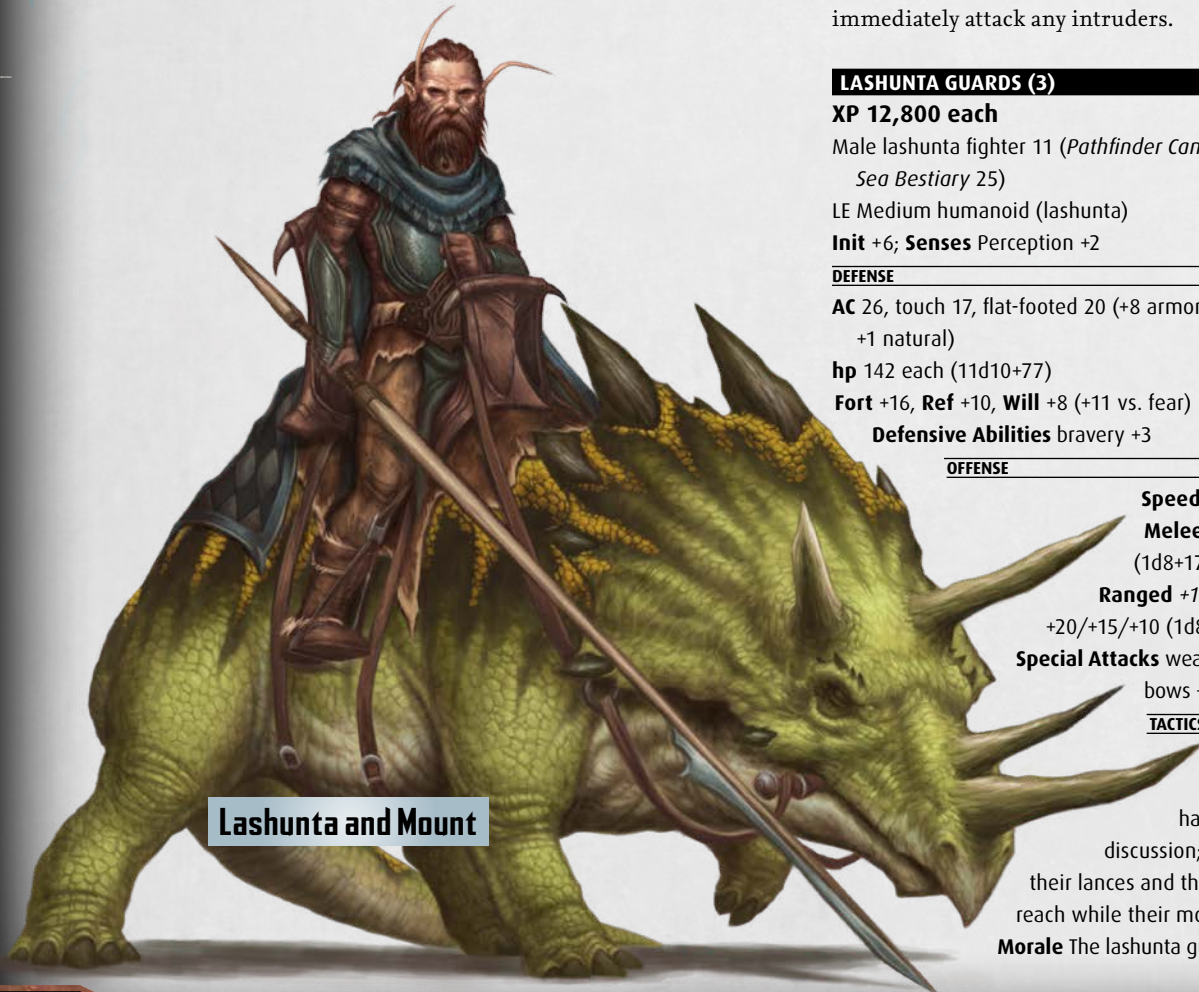 immediately attack any intruders.
LASHUNTA GUARDS (3)
XP 12,800 each
Male lashunta fighter 11 (Pathfinder Cam
Sea Bestiary 25)
LE Medium humanoid (lashunta)
Init +6; Senses Perception +2
DEFENSE
AC 26, touch 17, flat-footed 20 (+8 armor
+1 natural)
hp 142 each (11d10+77)
Fort +16, Ref +10, Will +8 (+11 vs. fear)
Defensive Abilities bravery +3
OFFENSE
Speed
Melee
(1d8+17
Ranged +1
+20/+15/+10 (1d8
Special Attacks wea
bows
TACTICS
ha
discussion;
their lances and th
reach while their mo
Morale The lashunta g
Lashunta and Mount